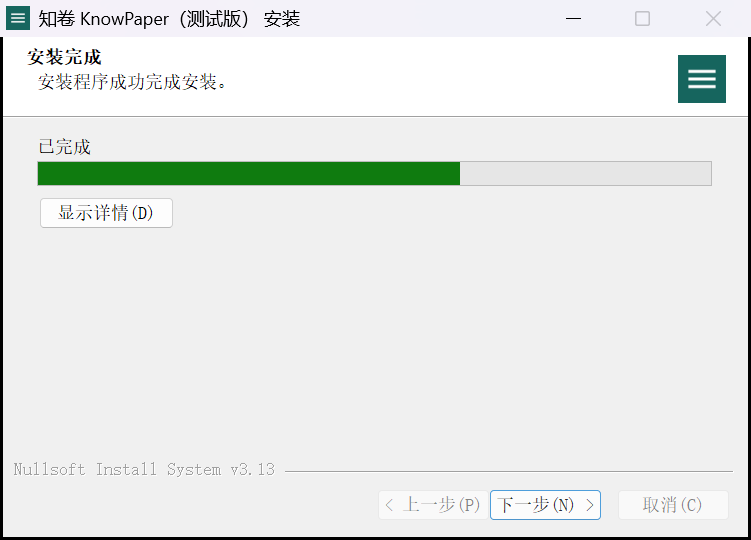 知卷 KnowPaper（测试版） 安装
安装完成
安装程序成功完成安装。
已完成
显示详情(D)
Nullsoft Install System v3.13
< 上一步(P)
下一步(N) >
取消(C)